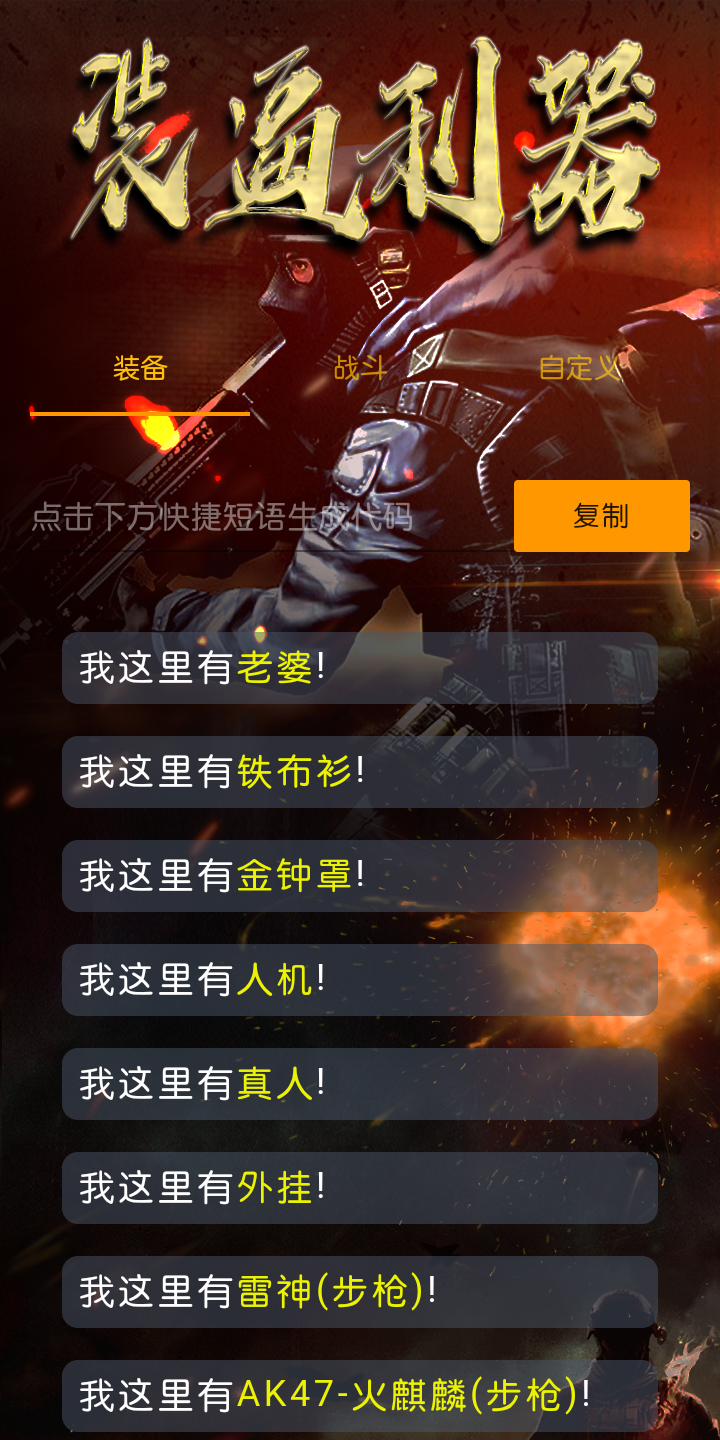 装逼利器
装备 战斗 自定义
点击下方快捷短语生成代码 复制
我这里有老婆!
我这里有铁布衫!
我这里有金钟罩!
我这里有人机!
我这里有真人!
我这里有外挂!
我这里有雷神(步枪)!
我这里有AK47-火麒麟(步枪)!